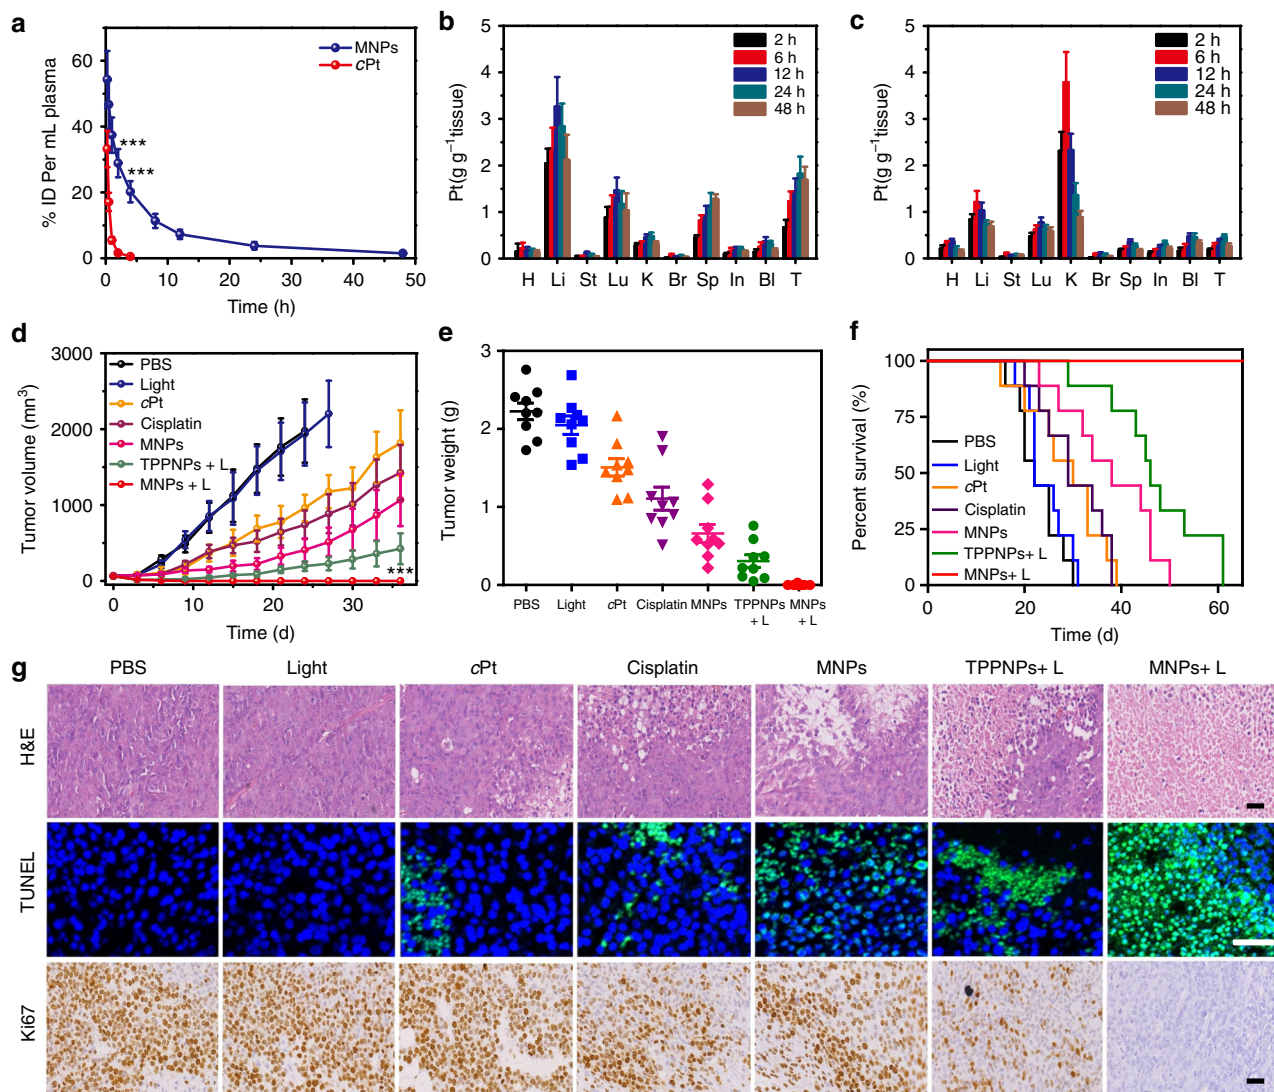 a
% ID Per mL plasma
60
40
20
0
0 10 20 30 40 50
Time (h)
MNPs
cPt
***
***
b
Pt(g g⁻¹tissue)
5
4
3
2
1
0
H Li St Lu K Br Sp In Bl T
2 h
6 h
12 h
24 h
48 h
c
Pt(g g⁻¹tissue)
5
4
3
2
1
0
H Li St Lu K Br Sp In Bl T
2 h
6 h
12 h
24 h
48 h
d
Tumor volume (mm³)
3000
2000
1000
0
0 10 20 30
Time (d)
PBS
Light
cPt
Cisplatin
MNPs
TPPNPs + L
MNPs + L
***
e
Tumor weight (g)
3
2
1
0
PBS Light cPt Cisplatin MNPs TPPNPs MNPs
+ L + L
f
Percent survival (%)
100
75
50
25
0
0 20 40 60
Time (d)
PBS
Light
cPt
Cisplatin
MNPs
TPPNPs+ L
MNPs+ L
g
PBS Light cPt Cisplatin MNPs TPPNPs+ L MNPs+ L
H&E
TUNEL
Ki67